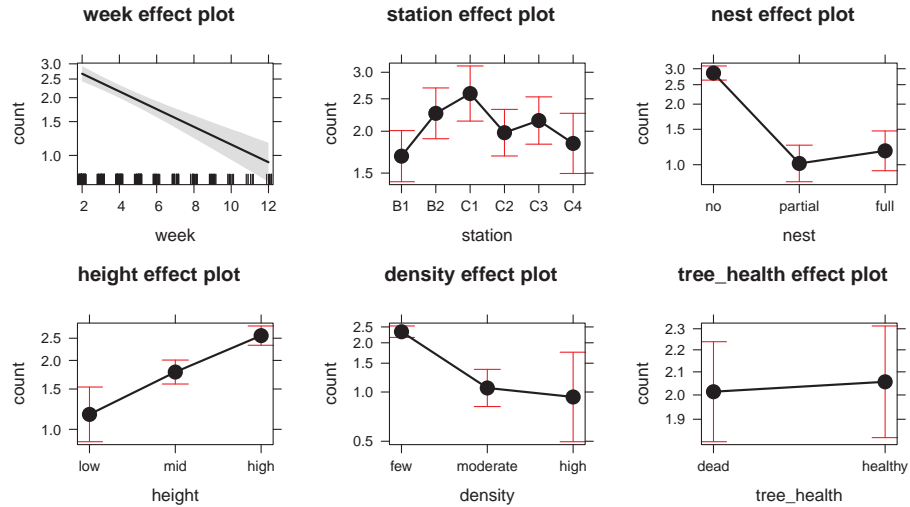 week effect plot
count
3.0
2.5
2.0
1.5
1.0
2 4 6 8 10 12
week
station effect plot
count
3.0
2.5
2.0
1.5
B1 B2 C1 C2 C3 C4
station
nest effect plot
count
3.0
2.5
2.0
1.5
1.0
no partial full
nest
height effect plot
count
2.5
2.0
1.5
1.0
low mid high
height
density effect plot
count
2.5
2.0
1.5
1.0
0.5
few moderate high
density
tree_health effect plot
count
2.3
2.2
2.1
2.0
1.9
dead healthy
tree_health